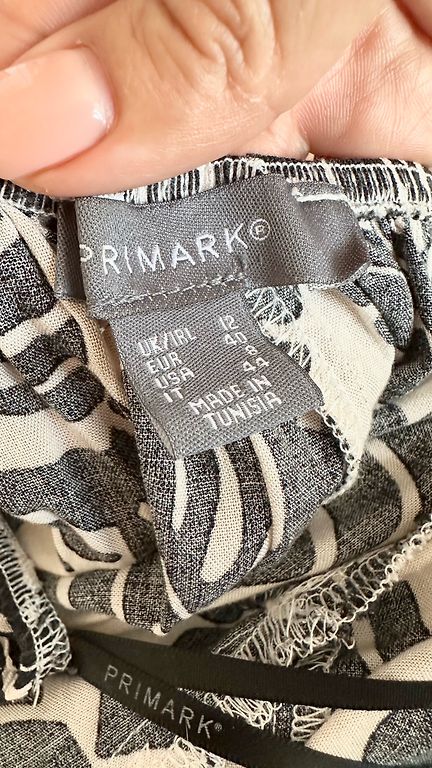 PRIMARK®
UK/IRL 12
EUR 40
USA 8
IT 44
MADE IN
TUNISIA
PRIMARK®